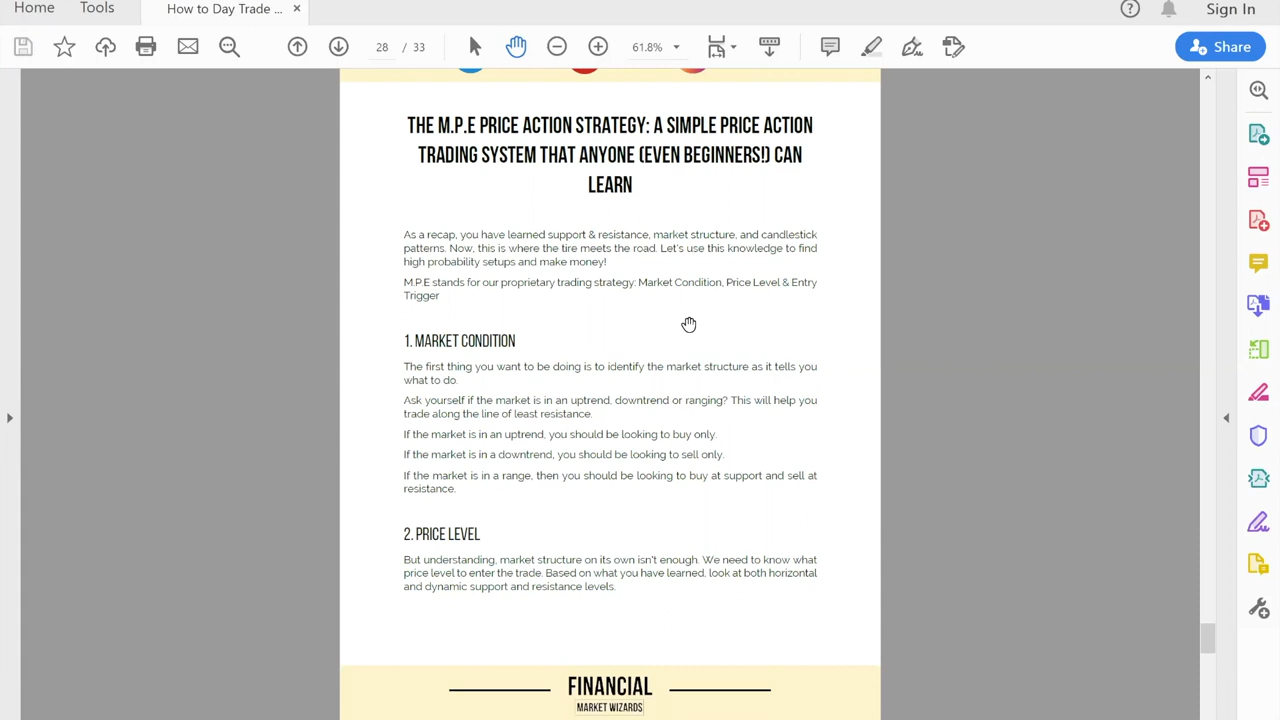 Home
Tools
How to Day Trade ...
Sign In
28 / 33
61.8%
Share
THE M.P.E PRICE ACTION STRATEGY: A SIMPLE PRICE ACTION
TRADING SYSTEM THAT ANYONE (EVEN BEGINNERS!) CAN
LEARN
As a recap, you have learned support & resistance, market structure, and candlestick
patterns. Now, this is where the tire meets the road. Let's use this knowledge to find
high probability setups and make money!
M.P.E stands for our proprietary trading strategy: Market Condition, Price Level & Entry
Trigger
1. MARKET CONDITION
The first thing you want to be doing is to identify the market structure as it tells you
what to do.
Ask yourself if the market is in an uptrend, downtrend or ranging? This will help you
trade along the line of least resistance.
If the market is in an uptrend, you should be looking to buy only.
If the market is in a downtrend, you should be looking to sell only.
If the market is in a range, then you should be looking to buy at support and sell at
resistance.
2. PRICE LEVEL
But understanding, market structure on its own isn't enough. We need to know what
price level to enter the trade. Based on what you have learned, look at both horizontal
and dynamic support and resistance levels.
FINANCIAL
MARKET WIZARDS